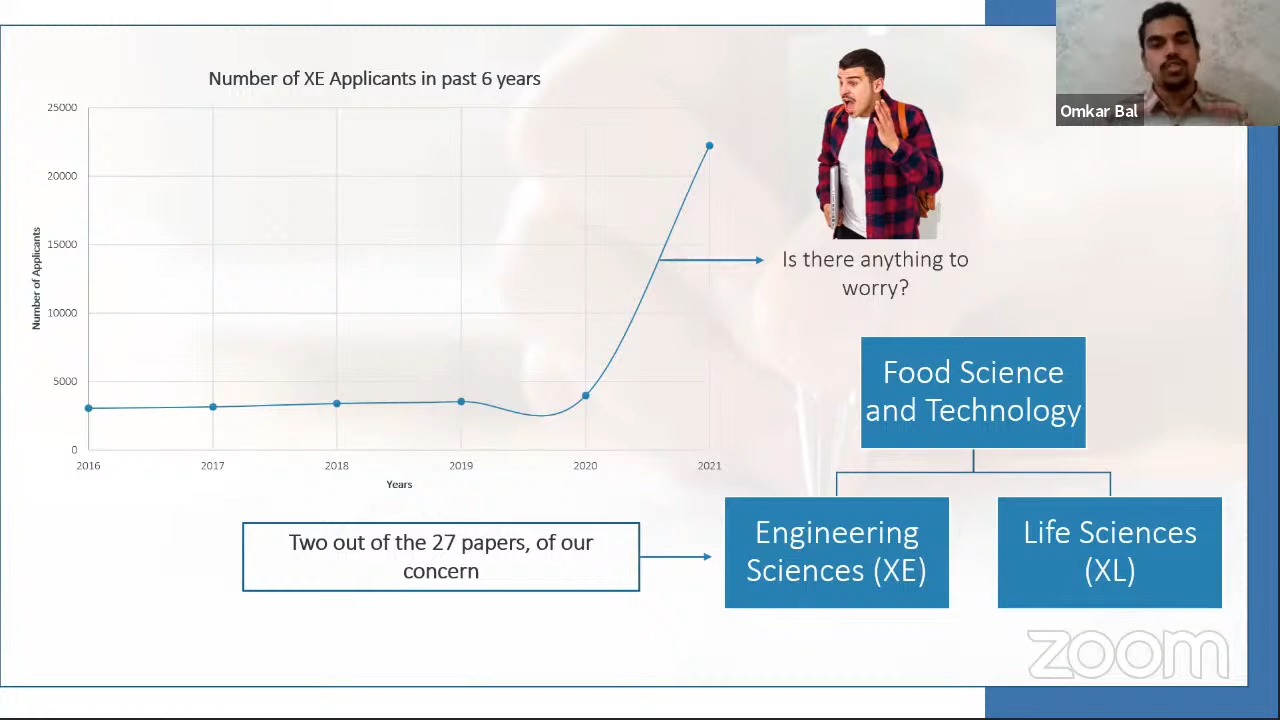 Number of XE Applicants in past 6 years
25000
20000
15000
10000
5000
0
Number of Applicants
2016 2017 2018 2019 2020 2021
Years
Omkar Bal
Is there anything to
worry?
Food Science
and Technology
Two out of the 27 papers, of our
concern
Engineering
Sciences (XE)
Life Sciences
(XL)
zoom